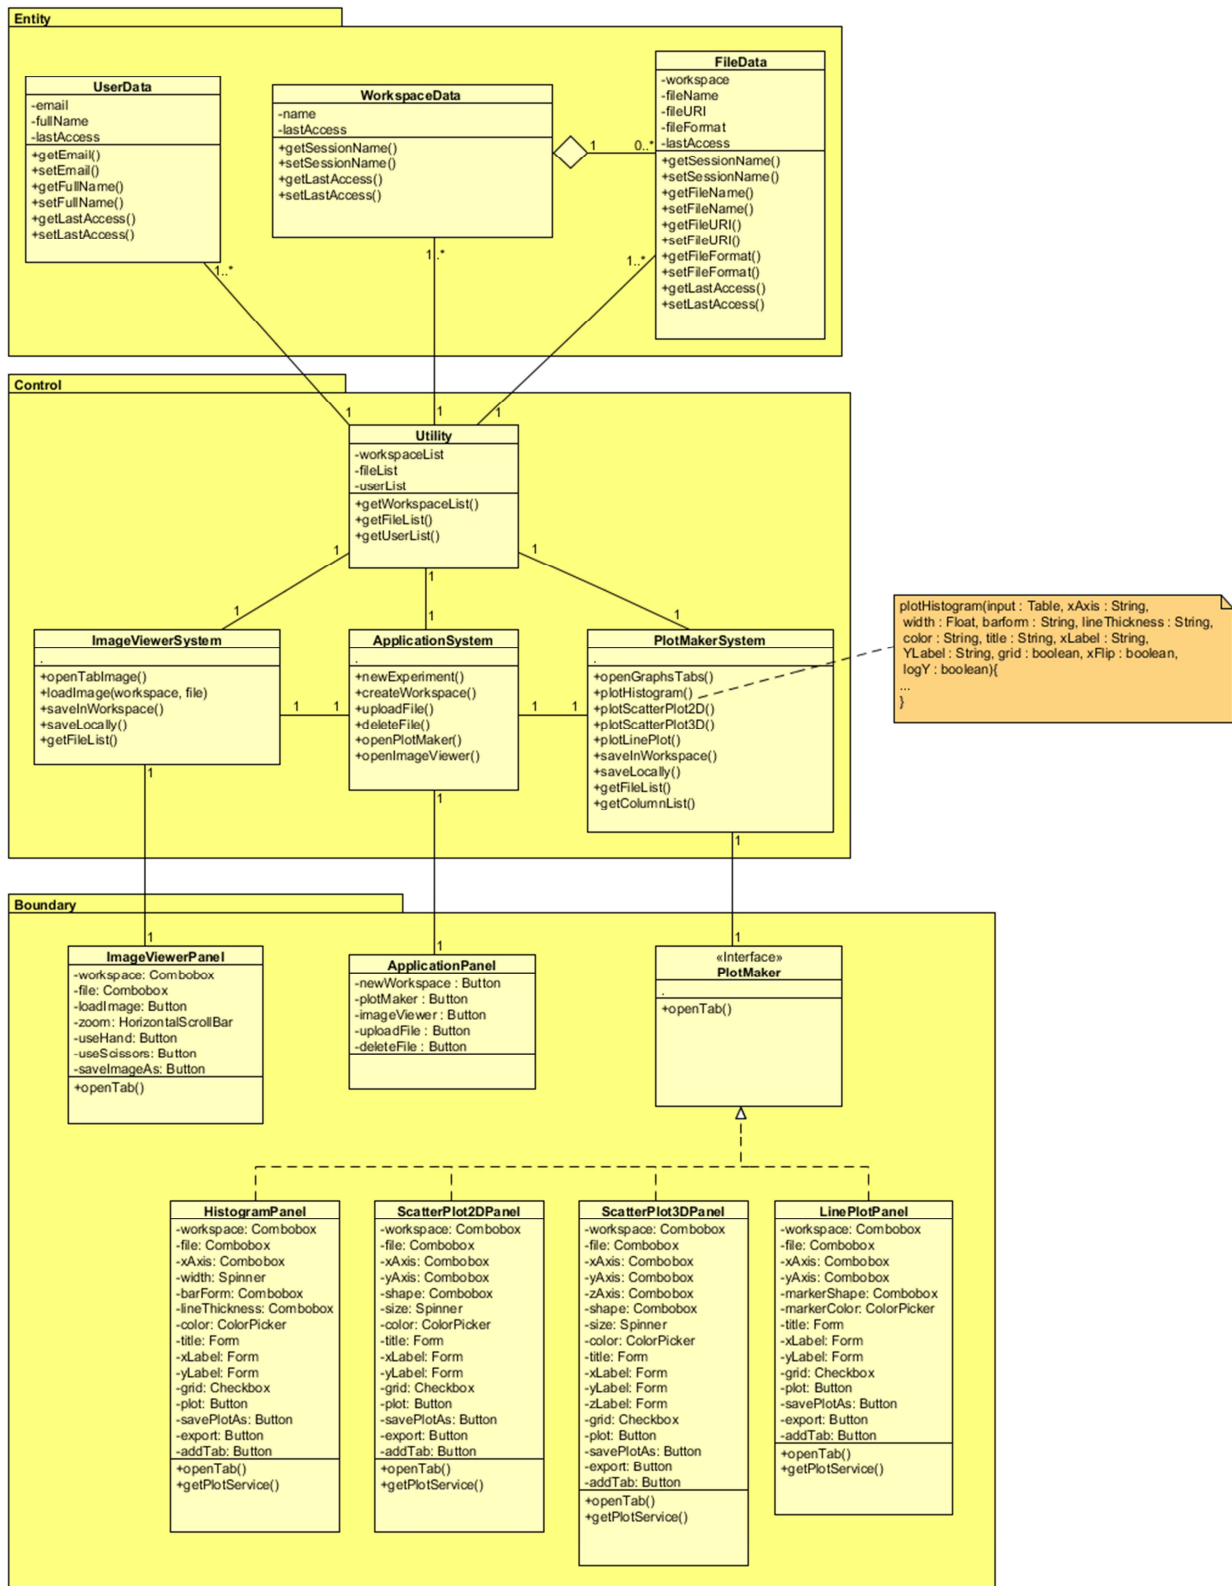 Entity
UserData
-email
-fullName
-lastAccess
+getEmail()
+setEmail()
+getFullName()
+setFullName()
+getLastAccess()
+setLastAccess()
1..*
WorkspaceData
-name
-lastAccess
+getSessionName()
+setSessionName()
+getLastAccess()
+setLastAccess()
1..*
1
0..*
FileData
-workspace
-fileName
-fileURI
-fileFormat
-lastAccess
+getSessionName()
+setSessionName()
+getFileName()
+setFileName()
+getFileURI()
+setFileURI()
+getFileFormat()
+setFileFormat()
+getLastAccess()
+setLastAccess()
1..*
Control
1
1
1
Utility
-workspaceList
-fileList
-userList
+getWorkspaceList()
+getFileList()
+getUserList()
1
1
1
1
1
1
ImageViewerSystem
.
+openTabImage()
+loadImage(workspace, file)
+saveInWorkspace()
+saveLocally()
+getFileList()
1
1
1
ApplicationSystem
.
+newExperiment()
+createWorkspace()
+uploadFile()
+deleteFile()
+openPlotMaker()
+openImageViewer()
1
1
1
PlotMakerSystem
.
+openGraphsTabs()
+plotHistogram()
+plotScatterPlot2D()
+plotScatterPlot3D()
+plotLinePlot()
+saveInWorkspace()
+saveLocally()
+getFileList()
+getColumnList()
1
plotHistogram(input : Table, xAxis : String,
width : Float, barform : String, lineThickness : String,
color : String, title : String, xLabel : String,
YLabel : String, grid : boolean, xFlip : boolean,
logY : boolean){
...
}
Boundary
1
ImageViewerPanel
-workspace: Combobox
-file: Combobox
-loadImage: Button
-zoom: HorizontalScrollBar
-useHand: Button
-useScissors: Button
-saveImageAs: Button
+openTab()
1
ApplicationPanel
-newWorkspace : Button
-plotMaker : Button
-imageViewer : Button
-uploadFile : Button
-deleteFile : Button
1
«Interface»
PlotMaker
.
+openTab()
HistogramPanel
-workspace: Combobox
-file: Combobox
-xAxis: Combobox
-width: Spinner
-barForm: Combobox
-lineThickness: Combobox
-color: ColorPicker
-title: Form
-xLabel: Form
-yLabel: Form
-grid: Checkbox
-plot: Button
-savePlotAs: Button
-export: Button
-addTab: Button
+openTab()
+getPlotService()
ScatterPlot2DPanel
-workspace: Combobox
-file: Combobox
-xAxis: Combobox
-yAxis: Combobox
-shape: Combobox
-size: Spinner
-color: ColorPicker
-title: Form
-xLabel: Form
-yLabel: Form
-grid: Checkbox
-plot: Button
-savePlotAs: Button
-export: Button
-addTab: Button
+openTab()
+getPlotService()
ScatterPlot3DPanel
-workspace: Combobox
-file: Combobox
-xAxis: Combobox
-yAxis: Combobox
-zAxis: Combobox
-shape: Combobox
-size: Spinner
-color: ColorPicker
-title: Form
-xLabel: Form
-yLabel: Form
-zLabel: Form
-grid: Checkbox
-plot: Button
-savePlotAs: Button
-export: Button
-addTab: Button
+openTab()
+getPlotService()
LinePlotPanel
-workspace: Combobox
-file: Combobox
-xAxis: Combobox
-yAxis: Combobox
-markerShape: Combobox
-markerColor: ColorPicker
-title: Form
-xLabel: Form
-yLabel: Form
-grid: Checkbox
-plot: Button
-savePlotAs: Button
-export: Button
-addTab: Button
+openTab()
+getPlotService()